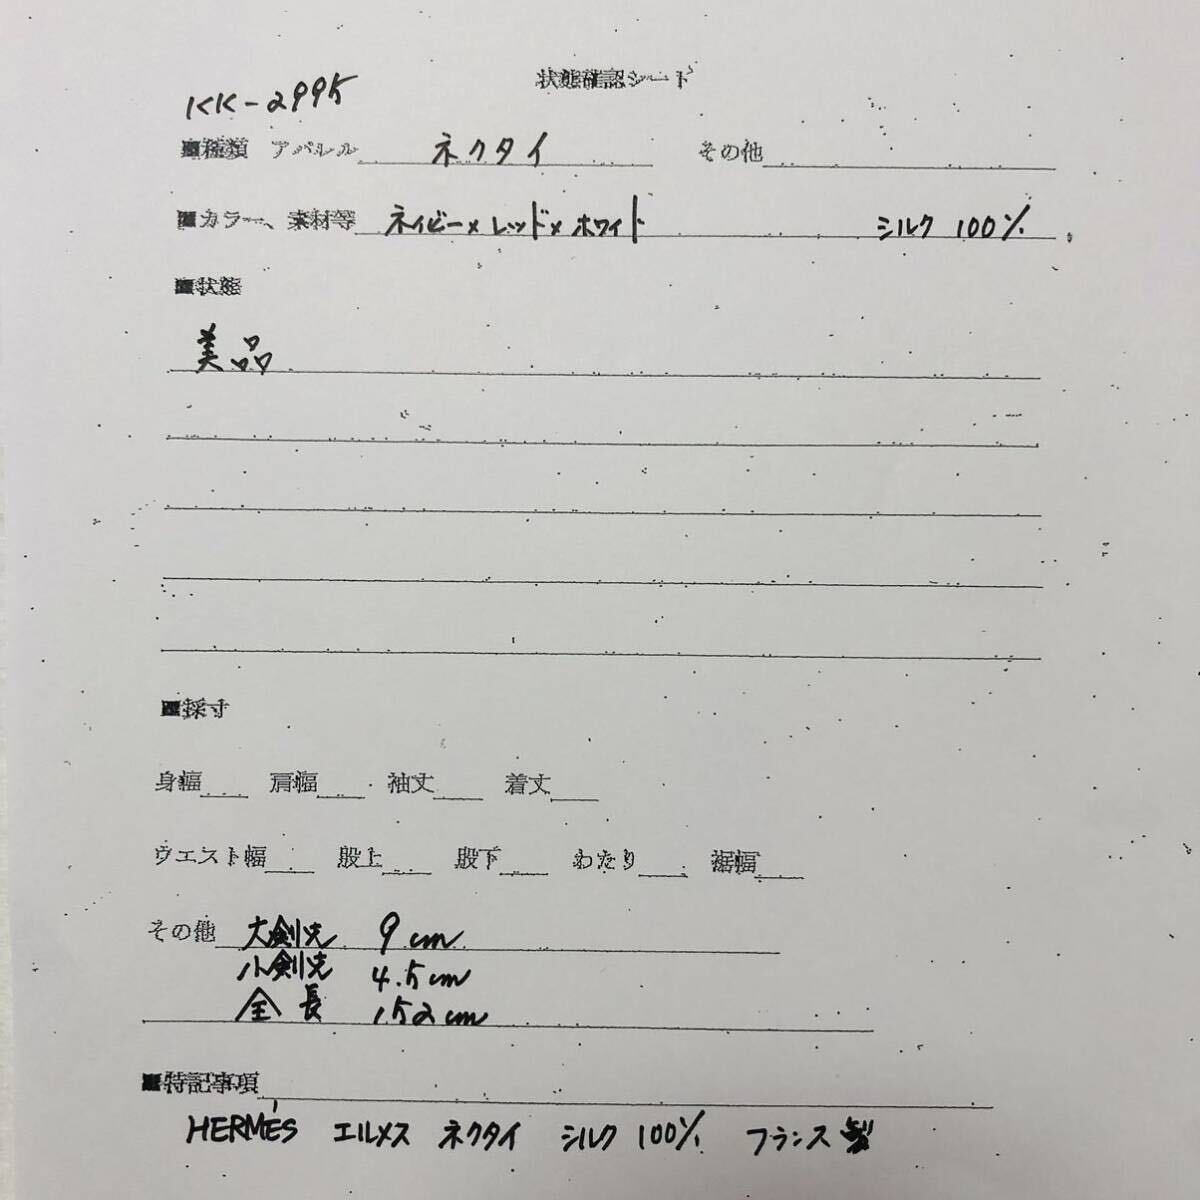 状態確認シート
KK-2995
■種類 アパレル ネクタイ その他
■カラー、素材等 ネイビー×レッド×ホワイト シルク 100%
■状態
美品
■採寸
身幅 肩幅 袖丈 着丈
ウエスト幅 股上 股下 わたり 裾幅
その他 大剣先 9cm
小剣先 4.5cm
全長 152cm
■特記事項
HERMÈS エルメス ネクタイ シルク 100% フランス製